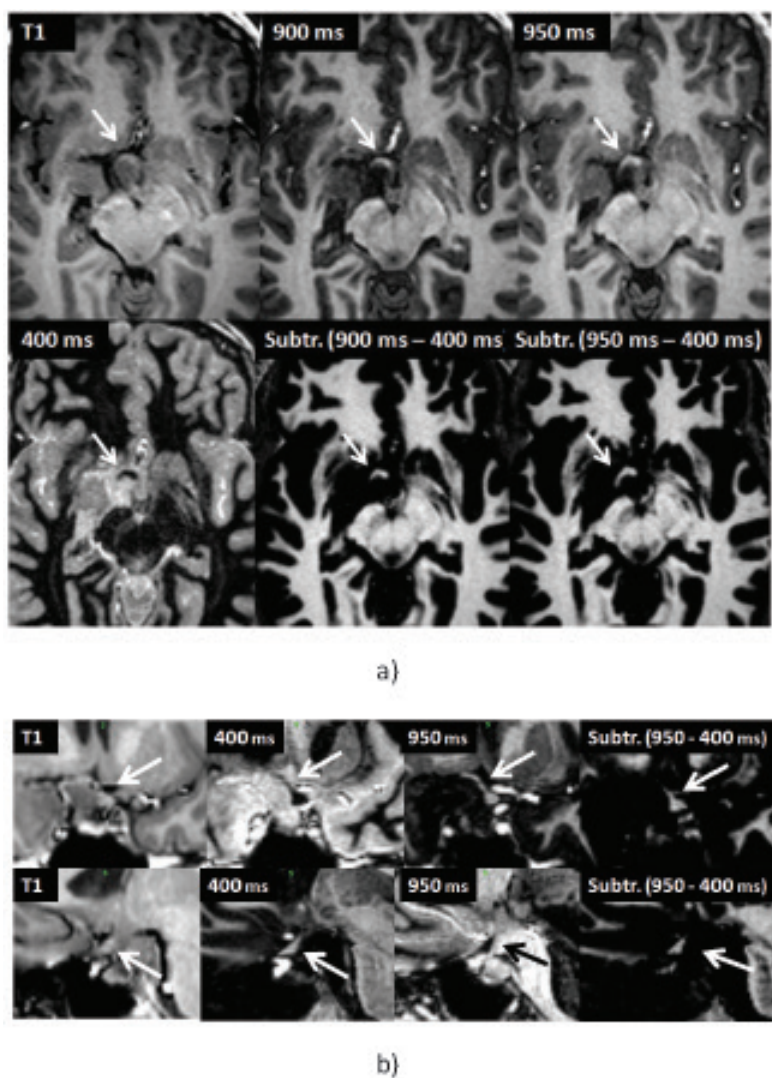 T1 900 ms 950 ms
400 ms Subtr. (900 ms – 400 ms Subtr. (950 ms – 400 ms)
a)
T1 400 ms 950 ms Subtr. (950 - 400 ms)
T1 400 ms 950 ms Subtr. (950 - 400 ms)
b)